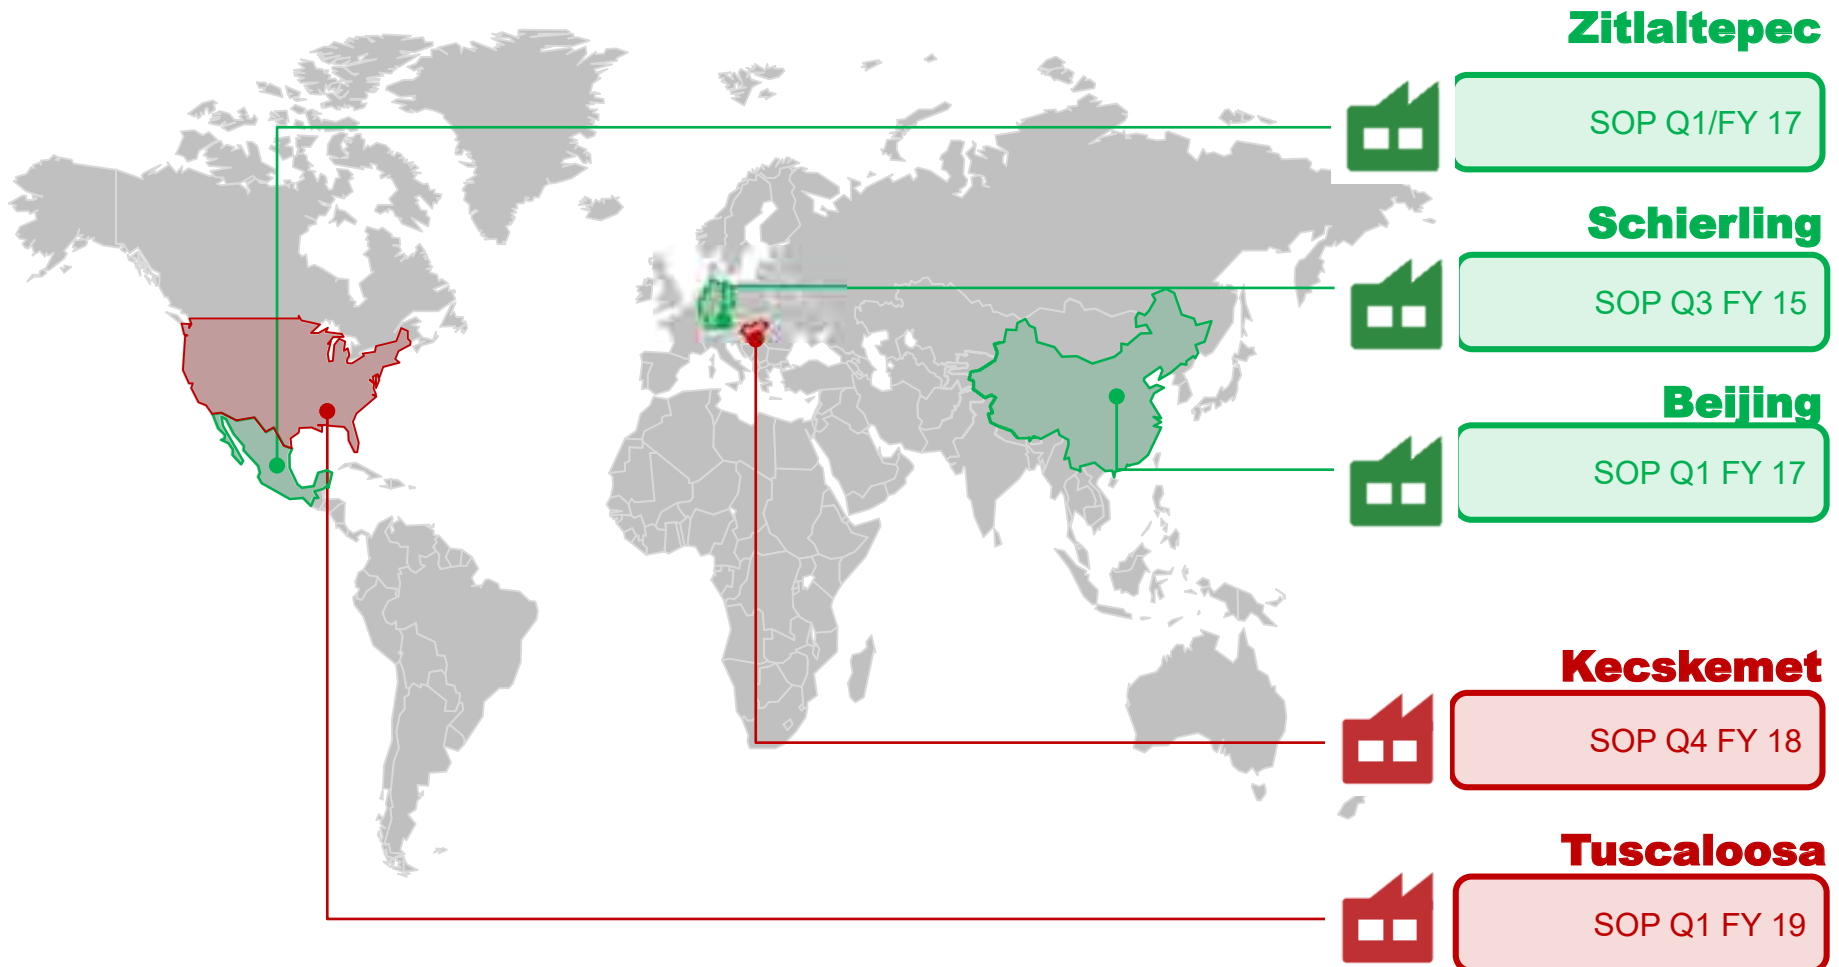 Zitlaltepec
SOP Q1/FY 17
Schierling
SOP Q3 FY 15
Beijing
SOP Q1 FY 17
Kecskemet
SOP Q4 FY 18
Tuscaloosa
SOP Q1 FY 19